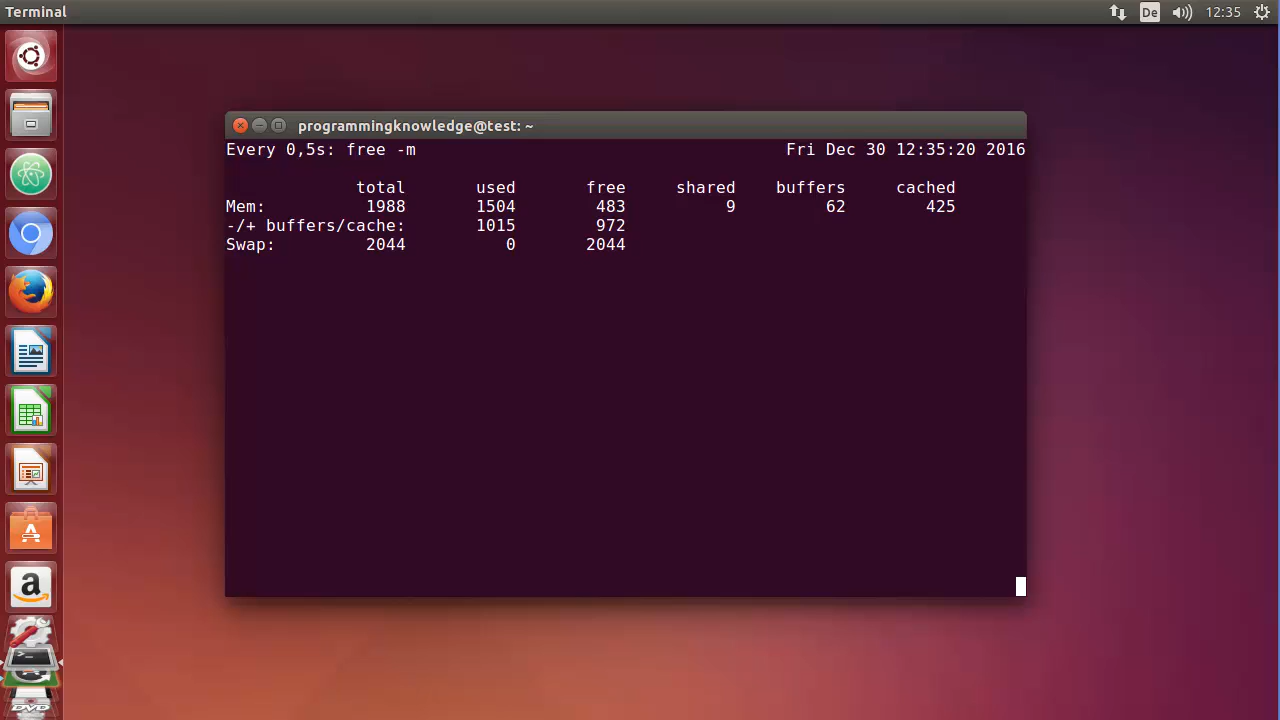 Terminal
De
12:35
programmingknowledge@test: ~
Every 0,5s: free -m Fri Dec 30 12:35:20 2016
total used free shared buffers cached
Mem: 1988 1504 483 9 62 425
-/+ buffers/cache: 1015 972
Swap: 2044 0 2044